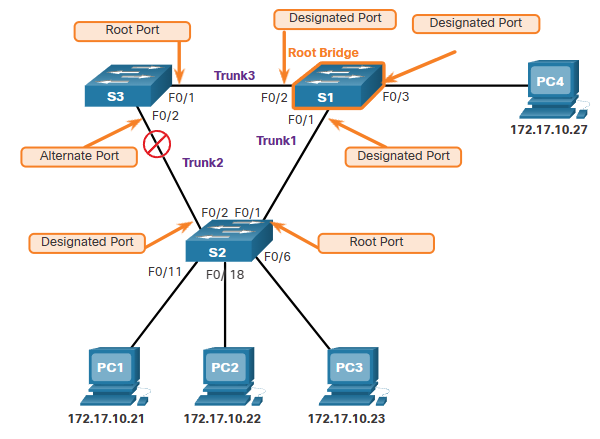 Root Port
Designated Port
Designated Port
Root Bridge
Trunk3
S3
F0/1
F0/2
S1
F0/3
PC4
F0/2
F0/1
172.17.10.27
Alternate Port
Trunk2
Trunk1
Designated Port
F0/2
F0/1
Designated Port
Root Port
S2
F0/6
F0/11
F0/ 18
PC1
PC2
PC3
172.17.10.21
172.17.10.22
172.17.10.23